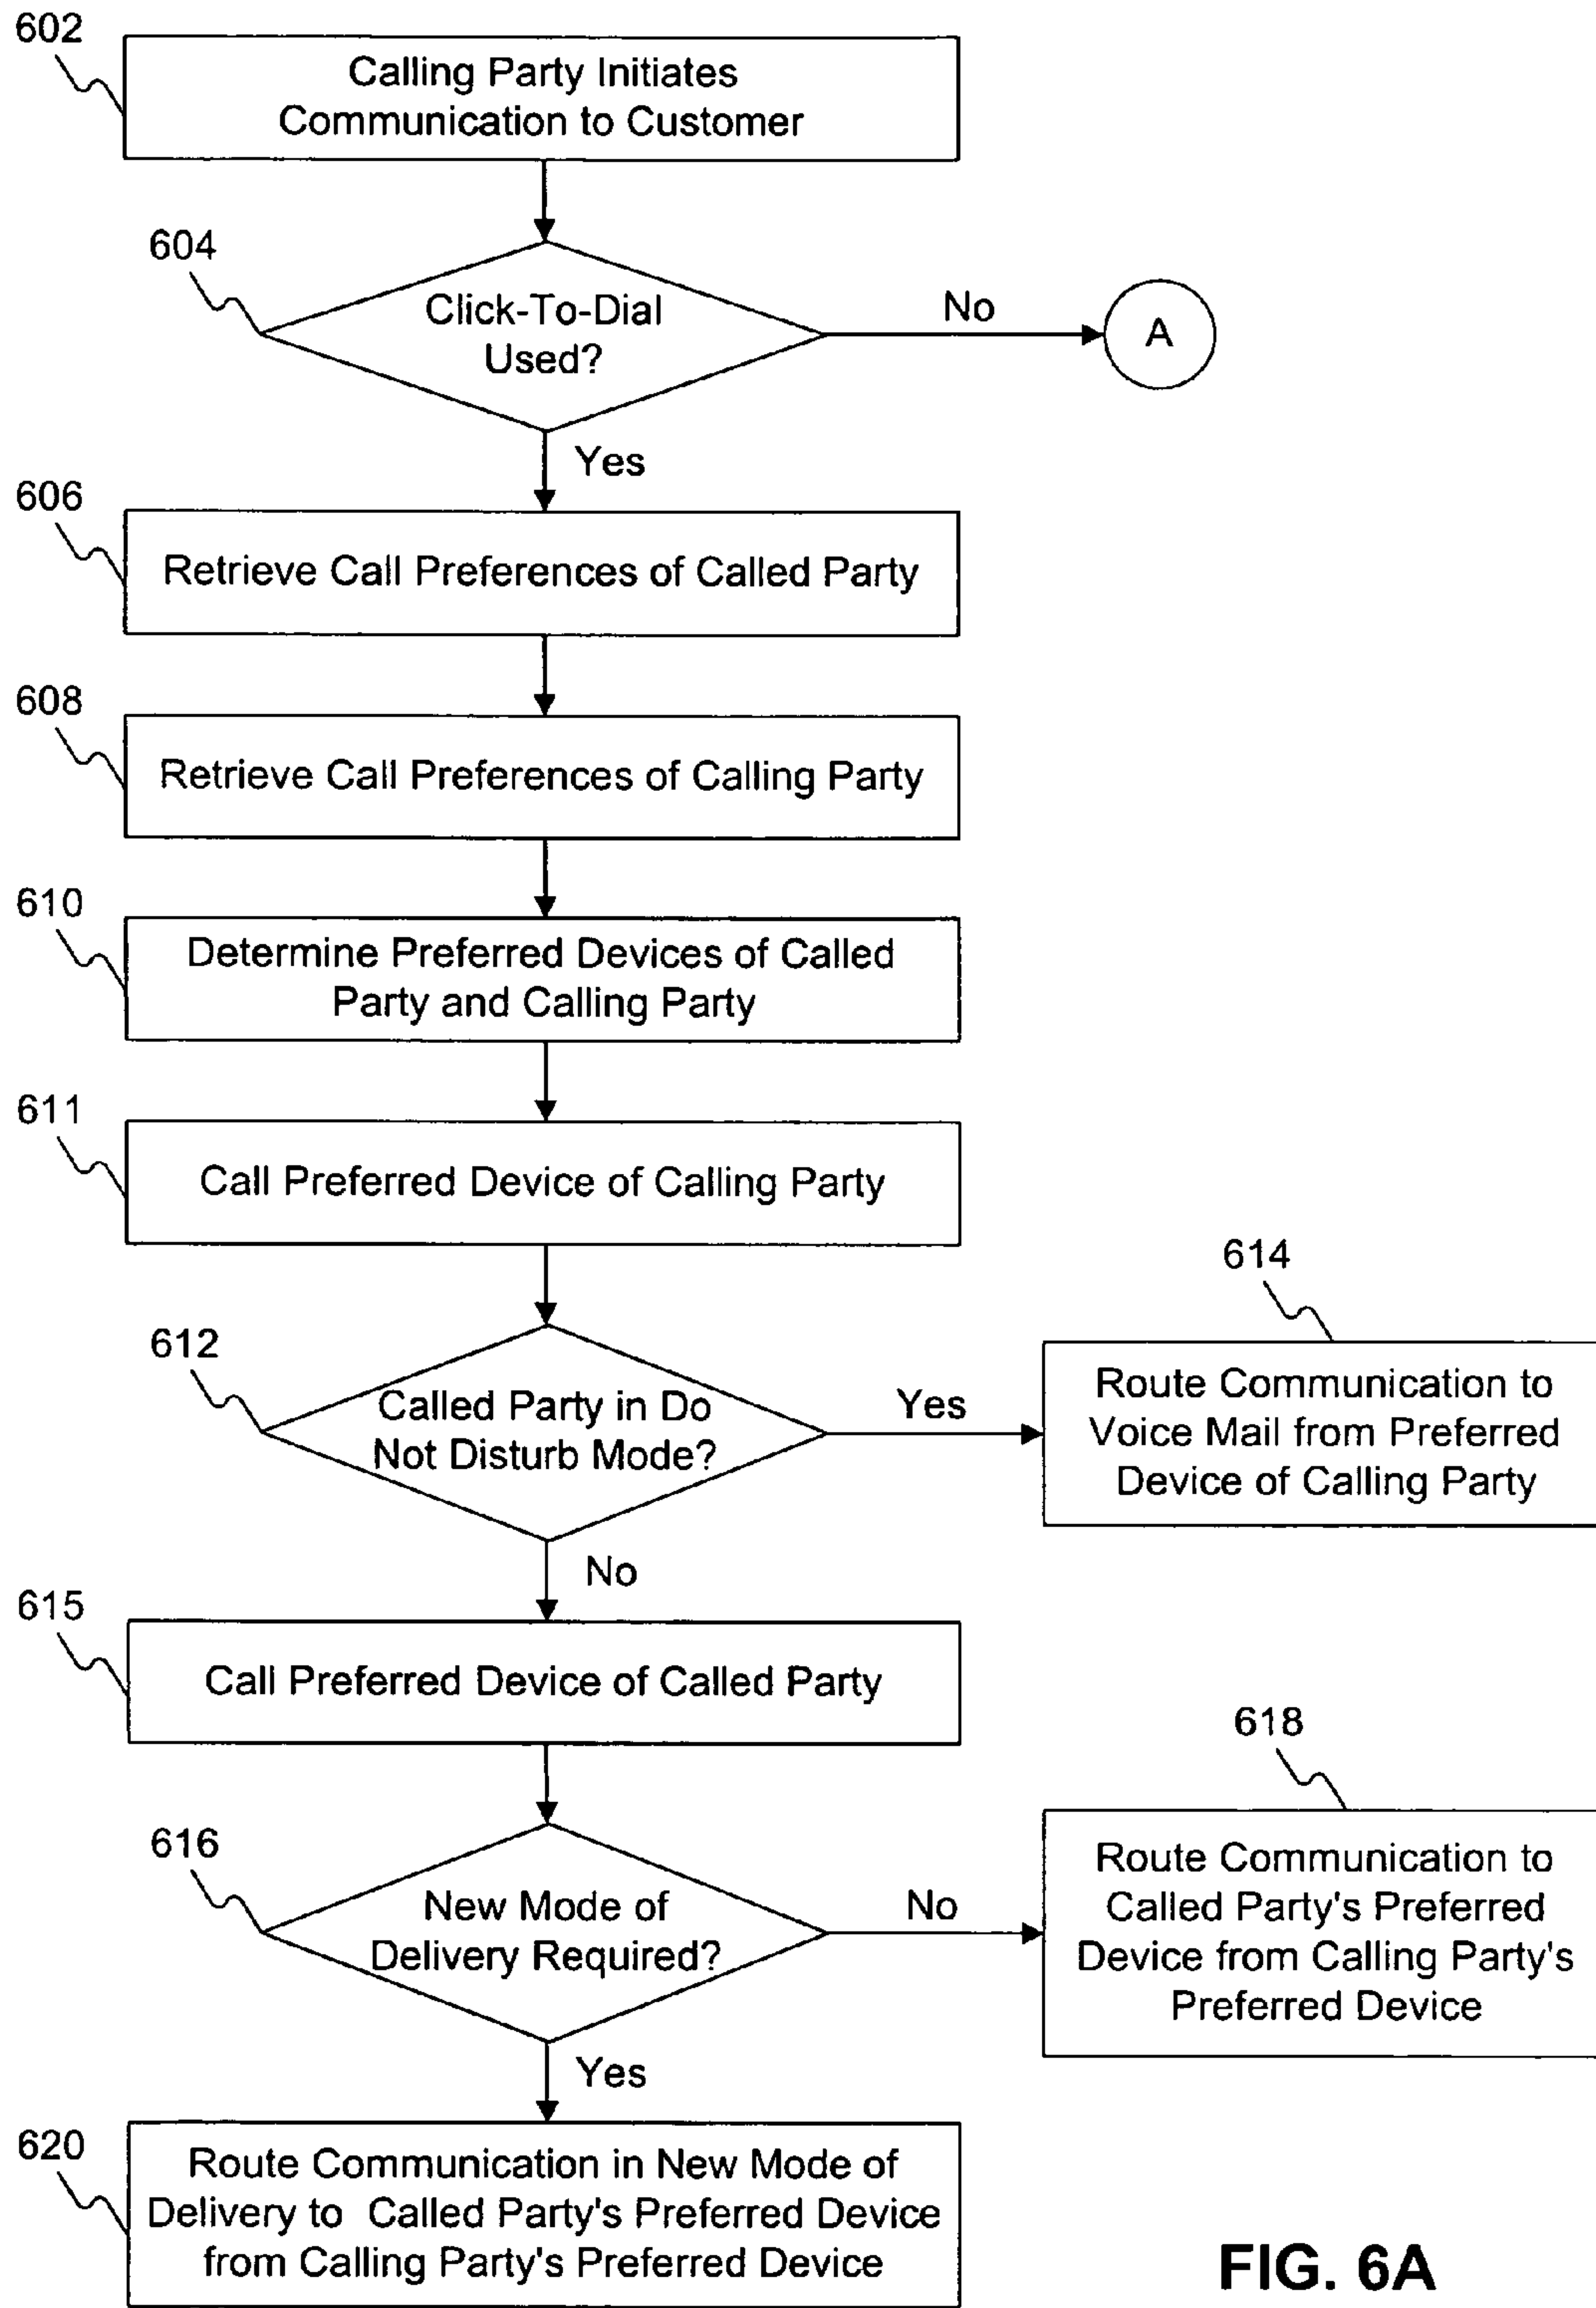 602
Calling Party Initiates
Communication to Customer
604
Click-To-Dial
Used?
No
A
Yes
606
Retrieve Call Preferences of Called Party
608
Retrieve Call Preferences of Calling Party
610
Determine Preferred Devices of Called
Party and Calling Party
611
Call Preferred Device of Calling Party
612
Called Party in Do
Not Disturb Mode?
Yes
614
Route Communication to
Voice Mail from Preferred
Device of Calling Party
No
615
Call Preferred Device of Called Party
616
New Mode of
Delivery Required?
No
618
Route Communication to
Called Party's Preferred
Device from Calling Party's
Preferred Device
Yes
620
Route Communication in New Mode of
Delivery to Called Party's Preferred Device
from Calling Party's Preferred Device
FIG. 6A